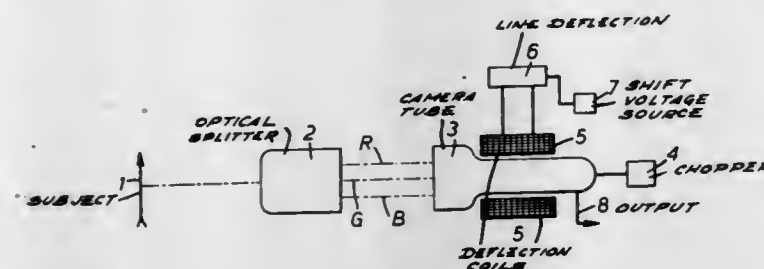 LINE DEFLECTION
6
7 SHIFT
VOLTAGE
SOURCE
CAMERA
TUBE
3
OPTICAL
SPLITTER
2
R
5
4
CHOPPER
1
SUBJECT
G
B
8 OUTPUT
5
DEFLECTION
COILS